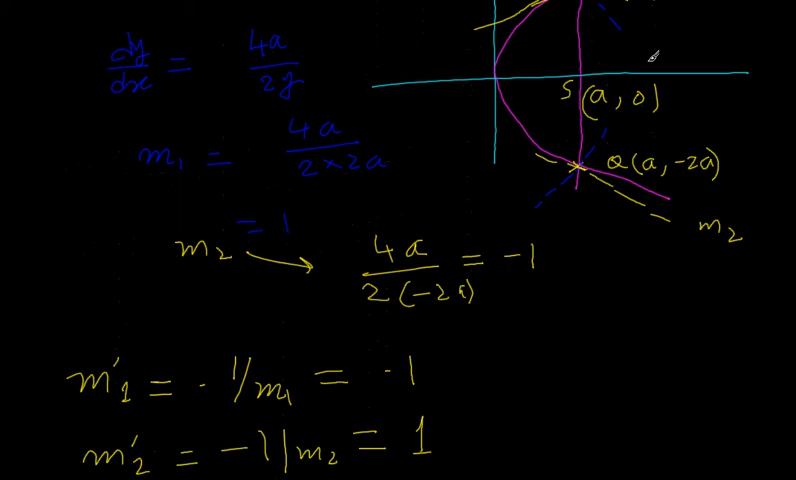 dy/dx = 4a/2y
S(a, 0)
m₁ = 4a/2×2a
Q(a, -2a)
= 1
m₂
m₂ → 4a/2(-2a) = -1
m'₁ = -1/m₁ = -1
m'₂ = -1/m₂ = 1